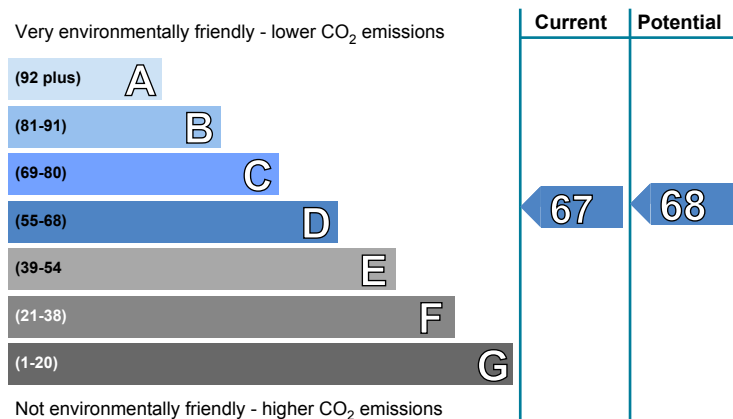 Very environmentally friendly - lower CO2 emissions
Current Potential
(92 plus) A
(81-91) B
(69-80) C
(55-68) D
67 68
(39-54 E
(21-38) F
(1-20) G
Not environmentally friendly - higher CO2 emissions